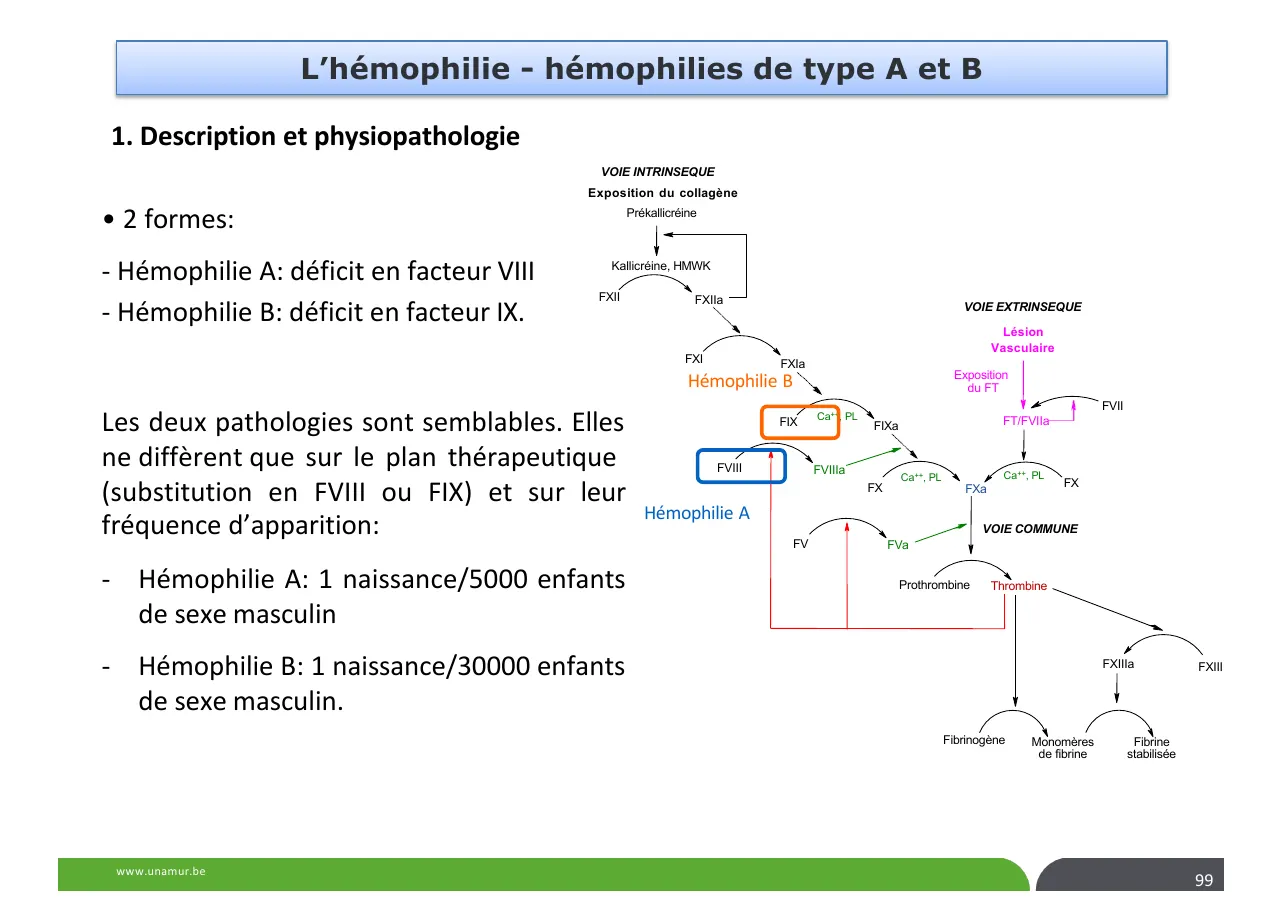 L’hémophilie - hémophilies de type A et B
1. Description et physiopathologie
• 2 formes:
- Hémophilie A: déficit en facteur VIII
- Hémophilie B: déficit en facteur IX.
Les deux pathologies sont semblables. Elles
ne diffèrent que sur le plan thérapeutique
(substitution en FVIII ou FIX) et sur leur
fréquence d’apparition:
- Hémophilie A: 1 naissance/5000 enfants
de sexe masculin
- Hémophilie B: 1 naissance/30000 enfants
de sexe masculin.
VOIE INTRINSEQUE
Exposition du collagène
Prékallicréine
Kallicréine, HMWK
FXII
FXIIa
FXI
FXIa
Hémophilie B
FIX
Ca++, PL
FIXa
FVIII
FVIIIa
Hémophilie A
FX
Ca++, PL
FXa
VOIE EXTRINSEQUE
Lésion
Vasculaire
Exposition
du FT
FT/FVIIa
FVII
Ca++, PL
FX
VOIE COMMUNE
FV
FVa
Prothrombine
Thrombine
FXIIIa
FXIII
Fibrinogène
Monomères
de fibrine
Fibrine
stabilisée
www.unamur.be
99